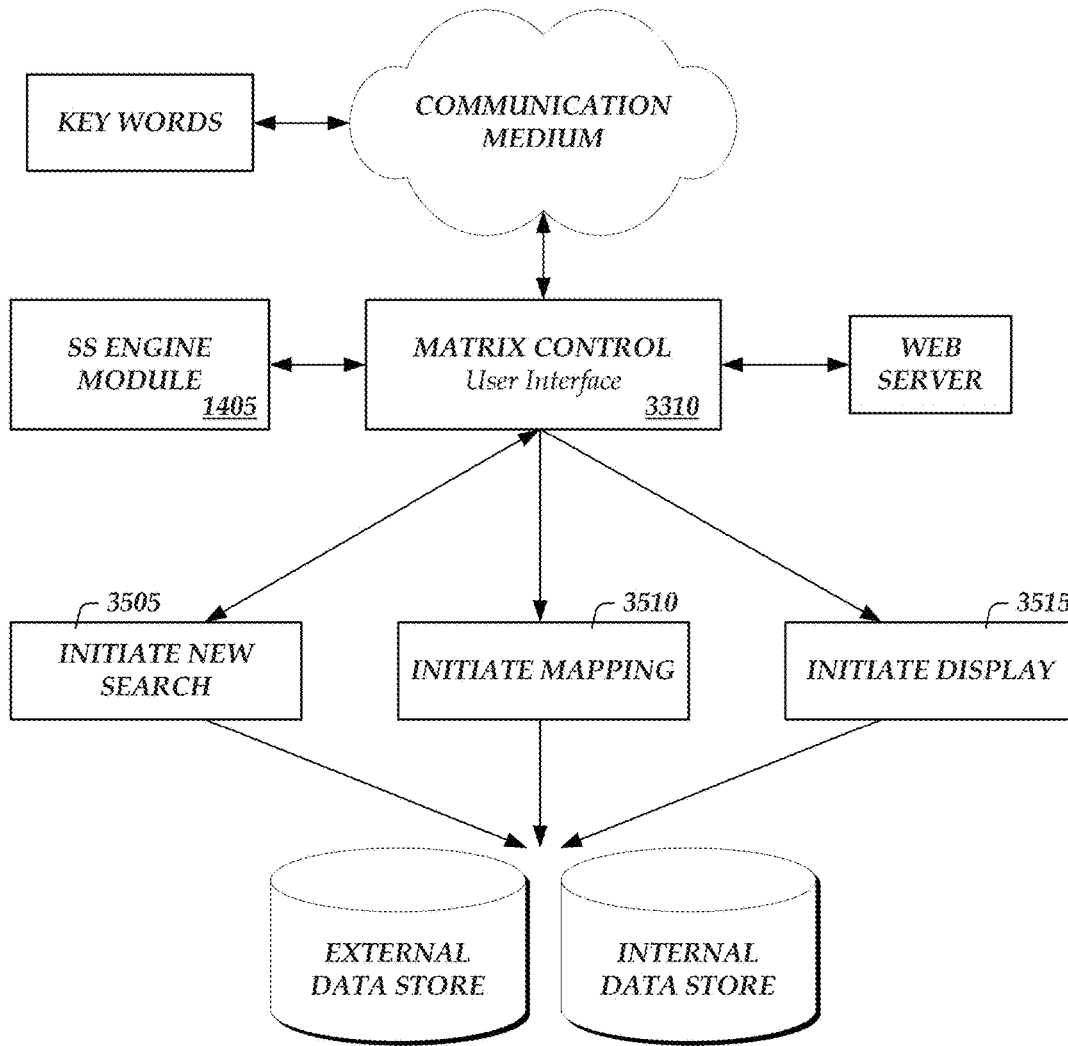 KEY WORDS
COMMUNICATION
MEDIUM
SS ENGINE
MODULE
1405
MATRIX CONTROL
User Interface
3310
WEB
SERVER
3505
INITIATE NEW
SEARCH
3510
INITIATE MAPPING
3515
INITIATE DISPLAY
EXTERNAL
DATA STORE
INTERNAL
DATA STORE